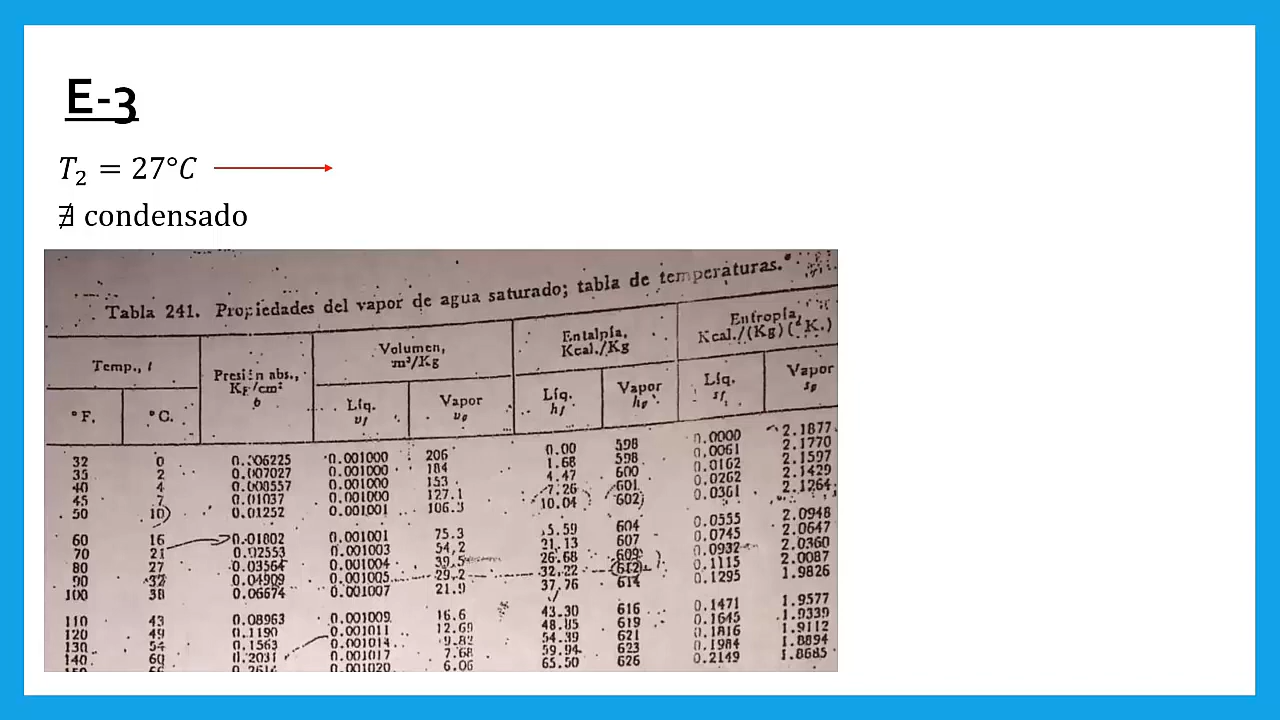 E-3
T₂ = 27°C
∄ condensado
Tabla 241. Propiedades del vapor de agua saturado; tabla de temperaturas.
Temp., t Presión abs., Kg/cm² Volumen, m³/Kg Entalpía, Kcal./Kg Entropía, Kcal./(Kg)(°K.)
°F. °C. Líq. Vapor Líq. Vapor Líq. Vapor
32 0 0.006225 0.001000 206 0.00 598 0.0000 2.1877
35 2 0.007027 0.001000 184 1.68 598 0.0061 2.1770
40 4 0.008557 0.001000 153 4.47 600 0.0162 2.1597
45 7 0.01037 0.001000 127.1 7.26 601 0.0262 2.1429
50 10 0.01252 0.001001 106.3 10.04 602 0.0361 2.1264
60 16 0.01802 0.001001 75.3 15.59 604 0.0555 2.0948
70 21 0.02553 0.001003 54.2 21.13 607 0.0745 2.0647
80 27 0.03564 0.001004 39.5 26.68 609 0.0932 2.0360
90 32 0.04909 0.001005 29.2 32.22 612 0.1115 2.0087
100 38 0.06674 0.001007 21.9 37.76 614 0.1295 1.9826
110 43 0.08963 0.001009 16.6 43.30 616 0.1471 1.9577
120 49 0.1190 0.001011 12.69 48.85 619 0.1645 1.9339
130 54 0.1563 0.001014 9.82 54.39 621 0.1816 1.9112
140 60 0.2031 0.001017 7.68 59.94 623 0.1984 1.8894
0.001020 6.06 65.50 626 0.2149 1.8685